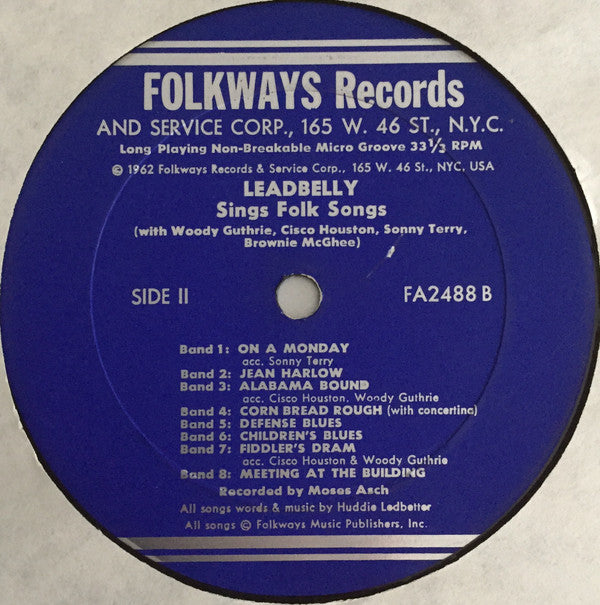 FOLKWAYS Records
AND SERVICE CORP., 165 W. 46 ST., N.Y.C.
Long Playing Non-Breakable Micro Groove 33⅓ RPM
© 1962 Folkways Records & Service Corp., 165 W. 46 St., NYC, USA
LEADBELLY
Sings Folk Songs
(with Woody Guthrie, Cisco Houston, Sonny Terry,
Brownie McGhee)
SIDE II
FA2488 B
Band 1: ON A MONDAY
acc. Sonny Terry
Band 2: JEAN HARLOW
Band 3: ALABAMA BOUND
acc. Cisco Houston, Woody Guthrie
Band 4: CORN BREAD ROUGH (with concertina)
Band 5: DEFENSE BLUES
Band 6: CHILDREN'S BLUES
Band 7: FIDDLER'S DRAM
acc. Cisco Houston & Woody Guthrie
Band 8: MEETING AT THE BUILDING
Recorded by Moses Asch
All songs words & music by Huddie Ledbetter
All songs © Folkways Music Publishers, Inc.